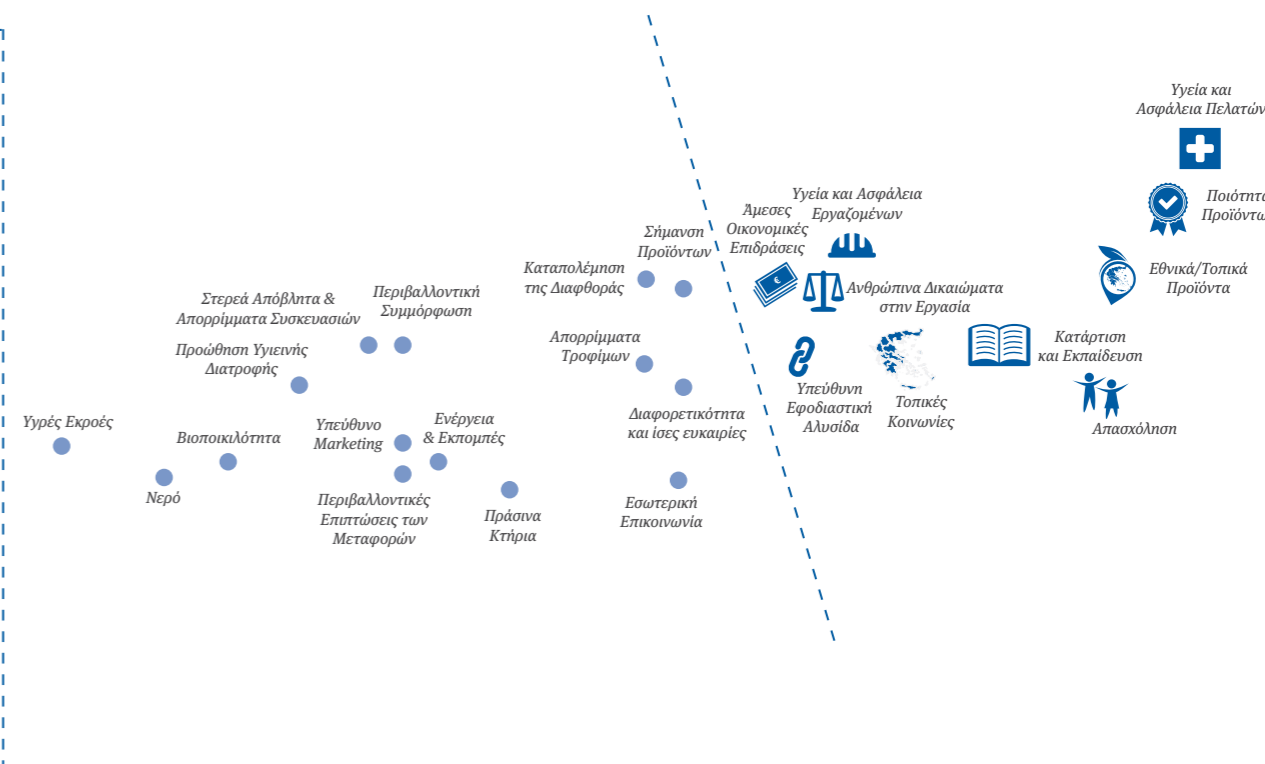 Υγεία και
Ασφάλεια Πελατών
Ποιότητα
Προϊόντω
Υγεία και Ασφάλεια
Εργαζομένων
Άμεσες
Οικονομικές
Επιδράσεις
Σήμανση
Προϊόντων
Καταπολέμηση
της Διαφθοράς
Εθνικά/Τοπικά
Προϊόντα
Ανθρώπινα Δικαιώματα
στην Εργασία
Στερεά Απόβλητα &
Απορρίμματα Συσκευασιών
Περιβαλλοντική
Συμμόρφωση
Προώθηση Υγιεινής
Διατροφής
Απορρίμματα
Τροφίμων
Κατάρτιση
και Εκπαίδευση
Υπεύθυνη
Εφοδιαστική
Αλυσίδα
Τοπικές
Κοινωνίες
Απασχόληση
Διαφορετικότητα
και ίσες ευκαιρίες
Υγρές Εκροές
Βιοποικιλότητα
Υπεύθυνο
Marketing
Ενέργεια
& Εκπομπές
Νερό
Περιβαλλοντικές
Επιπτώσεις των
Μεταφορών
Πράσινα
Κτήρια
Εσωτερική
Επικοινωνία